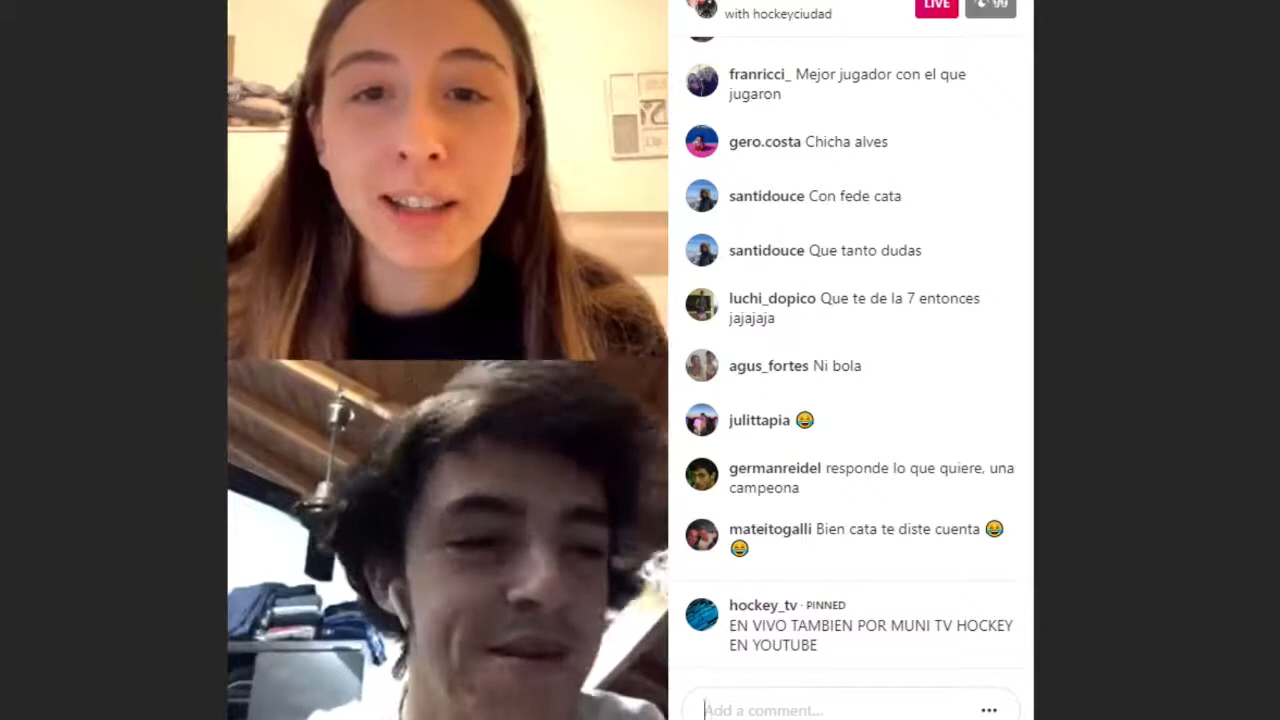 with hockeyciudad
LIVE
99
franricci_ Mejor jugador con el que
jugaron
gero.costa Chicha alves
santidouce Con fede cata
santidouce Que tanto dudas
luchi_dopico Que te de la 7 entonces
jajajaja
agus_fortes Ni bola
julittapia 😂
germanreidel responde lo que quiere, una
campeona
mateitogalli Bien cata te diste cuenta 😂
😂
hockey_tv · PINNED
EN VIVO TAMBIEN POR MUNI TV HOCKEY
EN YOUTUBE
Add a comment...